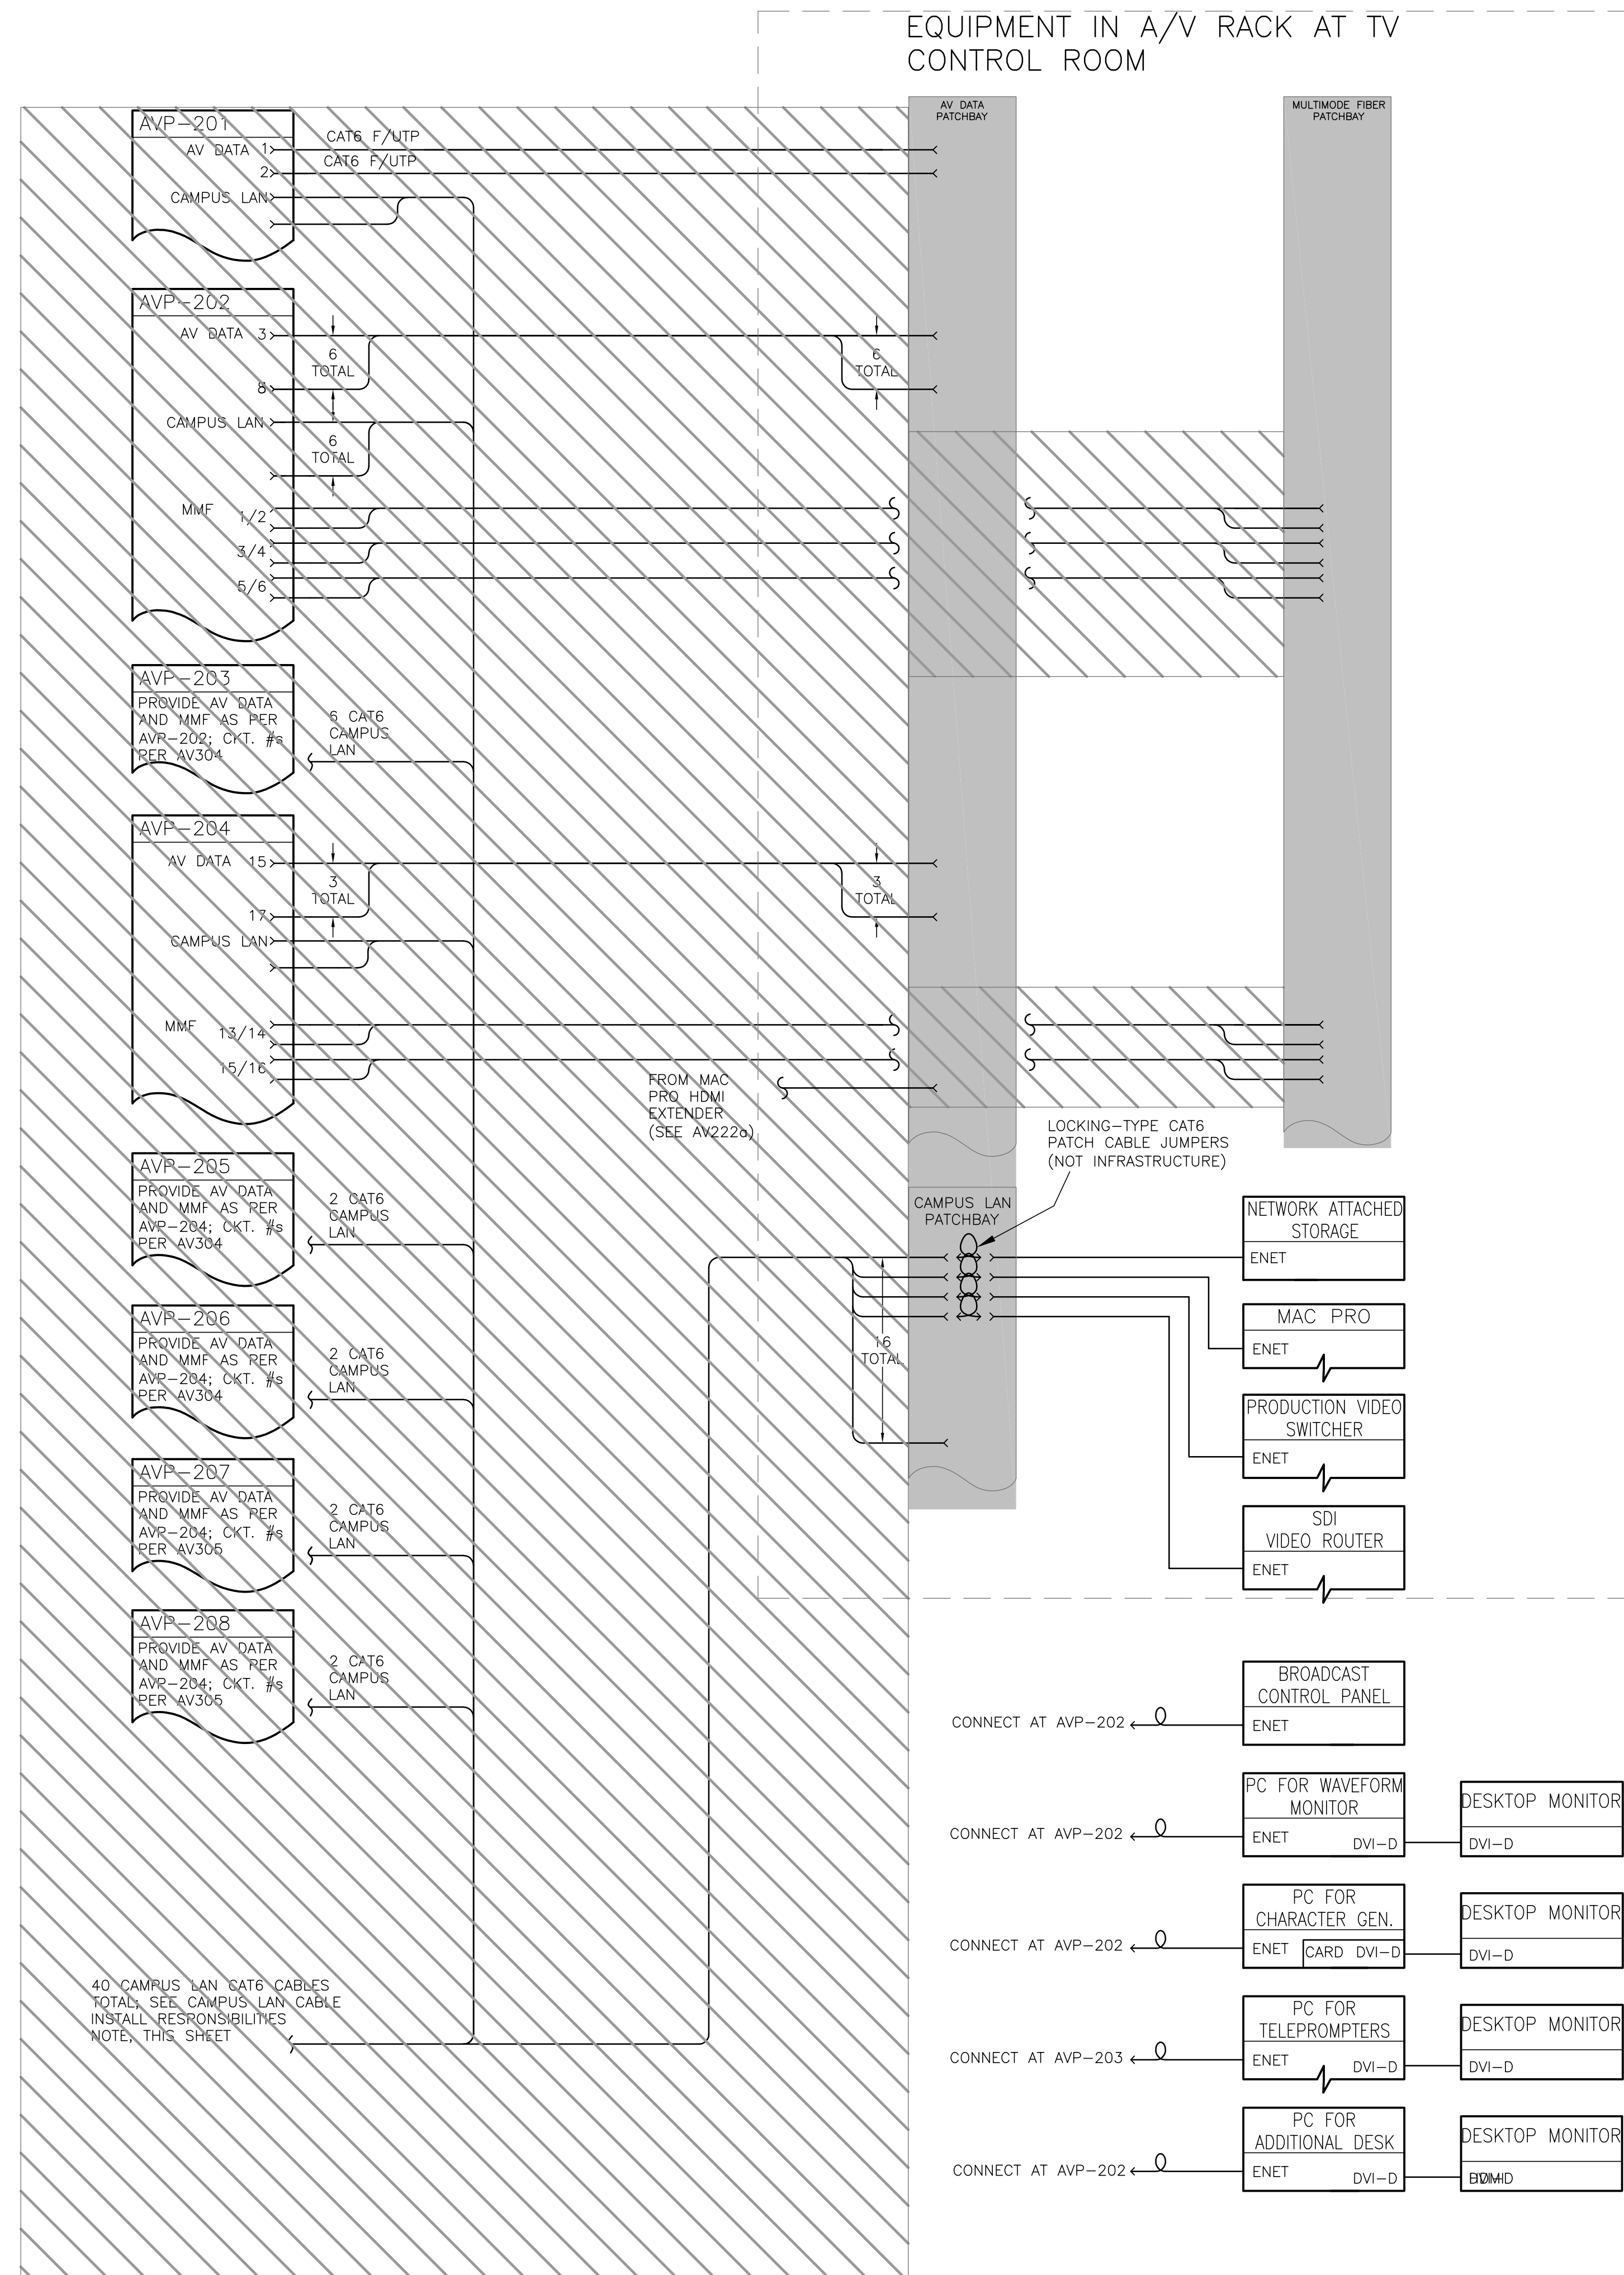 EQUIPMENT IN A/V RACK AT TV
CONTROL ROOM
AV DATA
PATCHBAY
MULTIMODE FIBER
PATCHBAY
AVP-201
AV DATA 1
2
CAMPUS LAN
CAT6 F/UTP
CAT6 F/UTP
AVP-202
AV DATA 3
8
CAMPUS LAN
MMF 1/2
3/4
5/6
6
TOTAL
6
TOTAL
6
TOTAL
AVP-203
PROVIDE AV DATA
AND MMF AS PER
AVP-202; CKT. #s
PER AV304
6 CAT6
CAMPUS
LAN
AVP-204
AV DATA 15
17
CAMPUS LAN
MMF 13/14
15/16
3
TOTAL
3
TOTAL
FROM MAC
PRO HDMI
EXTENDER
(SEE AV222a)
LOCKING-TYPE CAT6
PATCH CABLE JUMPERS
(NOT INFRASTRUCTURE)
AVP-205
PROVIDE AV DATA
AND MMF AS PER
AVP-204; CKT. #s
PER AV304
2 CAT6
CAMPUS
LAN
CAMPUS LAN
PATCHBAY
16
TOTAL
NETWORK ATTACHED
STORAGE
ENET
MAC PRO
ENET
PRODUCTION VIDEO
SWITCHER
ENET
SDI
VIDEO ROUTER
ENET
AVP-206
PROVIDE AV DATA
AND MMF AS PER
AVP-204; CKT. #s
PER AV304
2 CAT6
CAMPUS
LAN
AVP-207
PROVIDE AV DATA
AND MMF AS PER
AVP-204; CKT. #s
PER AV305
2 CAT6
CAMPUS
LAN
AVP-208
PROVIDE AV DATA
AND MMF AS PER
AVP-204; CKT. #s
PER AV305
2 CAT6
CAMPUS
LAN
BROADCAST
CONTROL PANEL
ENET
CONNECT AT AVP-202
PC FOR WAVEFORM
MONITOR
ENET DVI-D
CONNECT AT AVP-202
DESKTOP MONITOR
DVI-D
PC FOR
CHARACTER GEN.
ENET CARD DVI-D
CONNECT AT AVP-202
DESKTOP MONITOR
DVI-D
PC FOR
TELEPROMPTERS
ENET DVI-D
CONNECT AT AVP-203
DESKTOP MONITOR
DVI-D
PC FOR
ADDITIONAL DESK
ENET DVI-D
CONNECT AT AVP-202
DESKTOP MONITOR
40 CAMPUS LAN CAT6 CABLES
TOTAL; SEE CAMPUS LAN CABLE
INSTALL RESPONSIBILITIES
NOTE, THIS SHEET